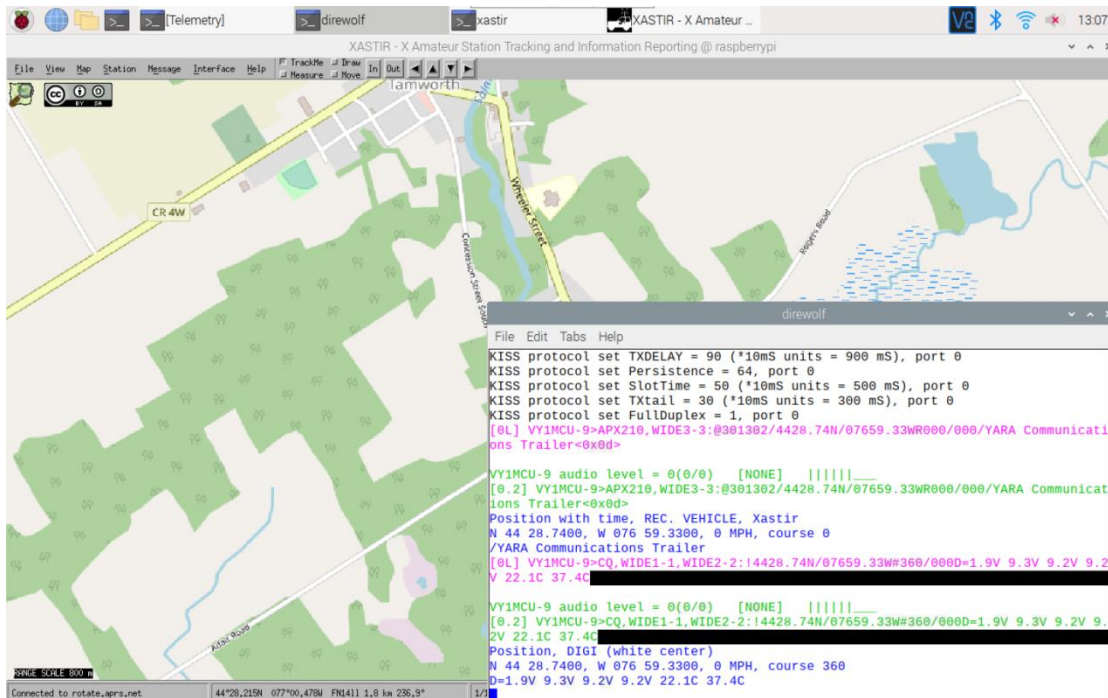 [Telemetry]
direwolf
xastir
XASTIR - X Amateur ...
V2
13:07
XASTIR - X Amateur Station Tracking and Information Reporting @ raspberrypi
File View Map Station Message Interface Help TrackMe Draw Measure Move In Out
cc BY SA
Tamworth
CR 4W
Wheeler Street
Concession Street South
Rogers Road
Adair Road
direwolf
File Edit Tabs Help
KISS protocol set TXDELAY = 90 (*10mS units = 900 mS), port 0
KISS protocol set Persistence = 64, port 0
KISS protocol set SlotTime = 50 (*10mS units = 500 mS), port 0
KISS protocol set TXtail = 30 (*10mS units = 300 mS), port 0
KISS protocol set FullDuplex = 1, port 0
[0L] VY1MCU-9>APX210,WIDE3-3:@301302/4428.74N/07659.33WR000/000/YARA Communicati
ons Trailer<0x0d>
VY1MCU-9 audio level = 0(0/0) [NONE] ||||||___
[0.2] VY1MCU-9>APX210,WIDE3-3:@301302/4428.74N/07659.33WR000/000/YARA Communicat
ions Trailer<0x0d>
Position with time, REC. VEHICLE, Xastir
N 44 28.7400, W 076 59.3300, 0 MPH, course 0
/YARA Communications Trailer
[0L] VY1MCU-9>CQ,WIDE1-1,WIDE2-2:!4428.74N/07659.33W#360/000D=1.9V 9.3V 9.2V 9.2
V 22.1C 37.4C
VY1MCU-9 audio level = 0(0/0) [NONE] ||||||___
[0.2] VY1MCU-9>CQ,WIDE1-1,WIDE2-2:!4428.74N/07659.33W#360/000D=1.9V 9.3V 9.2V 9.
2V 22.1C 37.4C
Position, DIGI (white center)
N 44 28.7400, W 076 59.3300, 0 MPH, course 360
D=1.9V 9.3V 9.2V 9.2V 22.1C 37.4C
RANGE SCALE 800 m
Connected to rotate.aprs.net
44°28.215N 077°00.478W FN14ll 1.8 km 236.9°